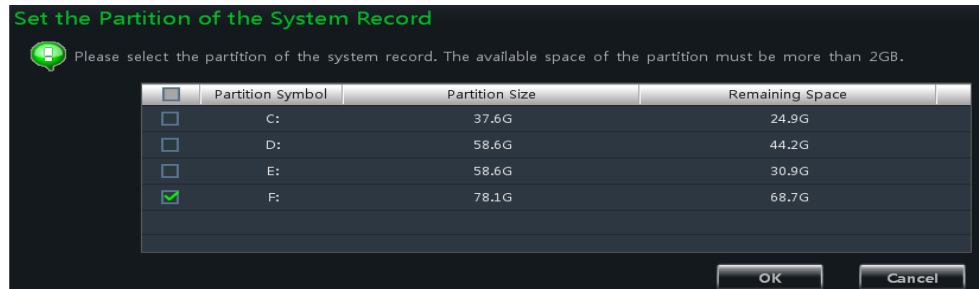 Set the Partition of the System Record
Please select the partition of the system record. The available space of the partition must be more than 2GB.
Partition Symbol Partition Size Remaining Space
C: 37.6G 24.9G
D: 58.6G 44.2G
E: 58.6G 30.9G
F: 78.1G 68.7G
OK Cancel